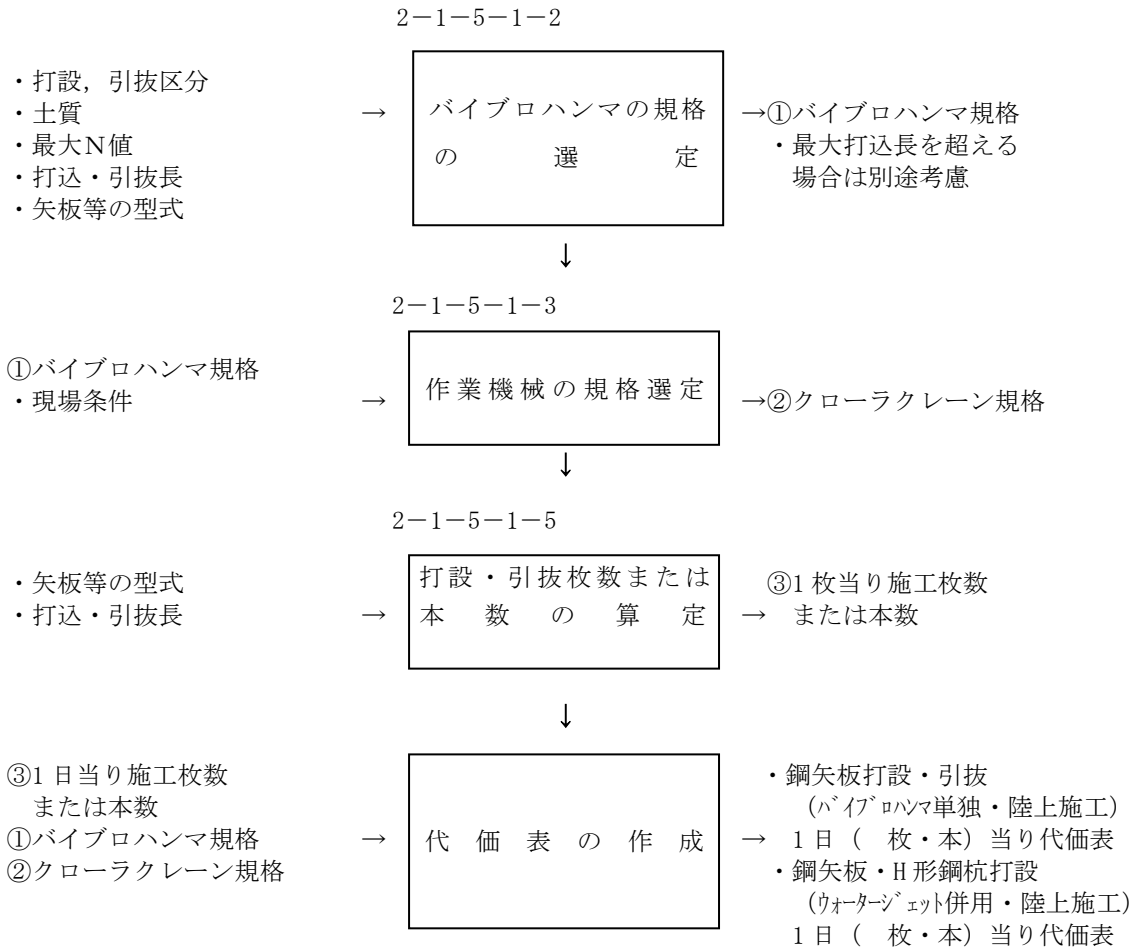 2－1－5－1－2
・打設，引抜区分
・土質
・最大Ｎ値
・打込・引抜長
・矢板等の型式
→
バイブロハンマの規格
の選定
→①バイブロハンマ規格
・最大打込長を超える
場合は別途考慮
↓
2－1－5－1－3
①バイブロハンマ規格
・現場条件
→
作業機械の規格選定
→②クローラクレーン規格
↓
2－1－5－1－5
・矢板等の型式
・打込・引抜長
→
打設・引抜枚数または
本数の算定
③1 枚当り施工枚数
→ または本数
↓
③1 日当り施工枚数
または本数
①バイブロハンマ規格
②クローラクレーン規格
→
代価表の作成
・鋼矢板打設・引抜
（ﾊﾞｲﾌﾞﾛﾊﾝﾏ単独・陸上施工）
→ 1 日（　枚・本）当り代価表
・鋼矢板・H 形鋼杭打設
（ｳｫｰﾀｰｼﾞｪｯﾄ併用・陸上施工）
1 日（　枚・本）当り代価表